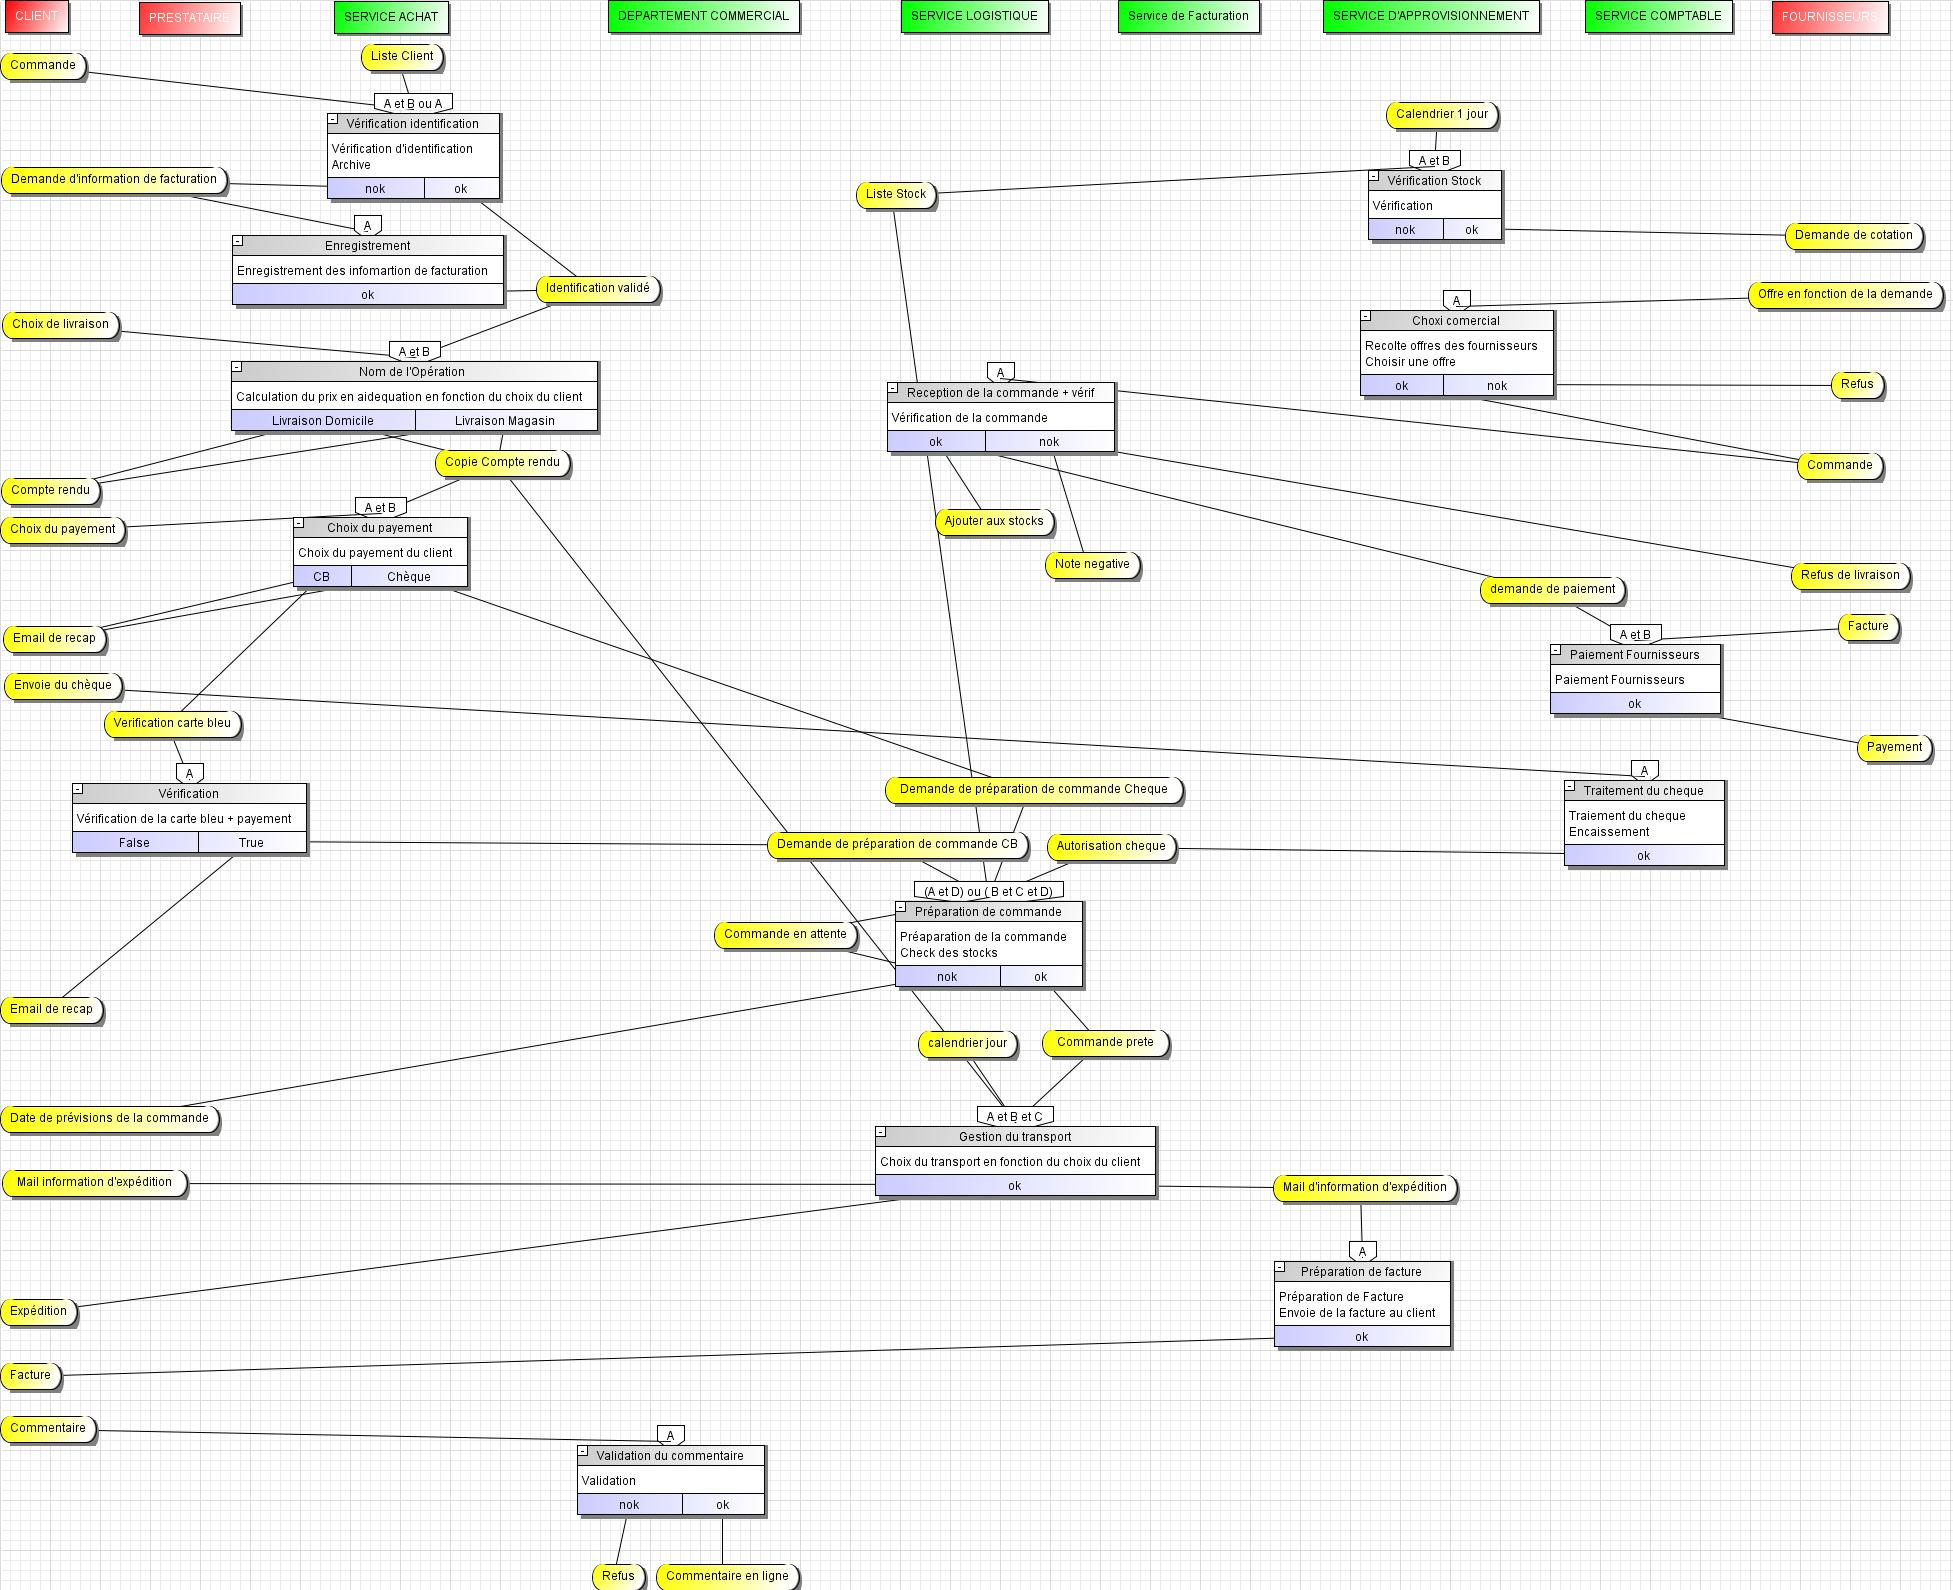 CLIENT
PRESTATAIRE
SERVICE ACHAT
DEPARTEMENT COMMERCIAL
SERVICE LOGISTIQUE
Service de Facturation
SERVICE D'APPROVISIONNEMENT
SERVICE COMPTABLE
FOURNISSEURS
Commande
Liste Client
A et B ou A
Vérification identification
Vérification d'identification
Archive
nok
ok
Demande d'information de facturation
A
Enregistrement
Enregistrement des infomartion de facturation
ok
Identification validé
Choix de livraison
A et B
Nom de l'Opération
Calculation du prix en aidequation en fonction du choix du client
Livraison Domicile
Livraison Magasin
Copie Compte rendu
Compte rendu
Choix du payement
A et B
Choix du payement
Choix du payement du client
CB
Chèque
Email de recap
Envoie du chèque
Verification carte bleu
A
Vérification
Vérification de la carte bleu + payement
False
True
Email de recap
Calendrier 1 jour
A et B
Vérification Stock
Vérification
nok
ok
Liste Stock
Demande de cotation
Offre en fonction de la demande
A
Choxi comercial
Recolte offres des fournisseurs
Choisir une offre
ok
nok
Refus
Commande
A
Reception de la commande + vérif
Vérification de la commande
ok
nok
Ajouter aux stocks
Note negative
demande de paiement
Refus de livraison
Facture
A et B
Paiement Fournisseurs
Paiement Fournisseurs
ok
Payement
A
Traitement du cheque
Traiement du cheque
Encaissement
ok
Demande de préparation de commande Cheque
Demande de préparation de commande CB
Autorisation cheque
(A et D) ou ( B et C et D)
Préparation de commande
Préaparation de la commande
Check des stocks
nok
ok
Commande en attente
calendrier jour
Commande prete
Date de prévisions de la commande
A et B et C
Gestion du transport
Choix du transport en fonction du choix du client
ok
Mail information d'expédition
Mail d'information d'expédition
A
Préparation de facture
Préparation de Facture
Envoie de la facture au client
ok
Expédition
Facture
Commentaire
A
Validation du commentaire
Validation
nok
ok
Refus
Commentaire en ligne